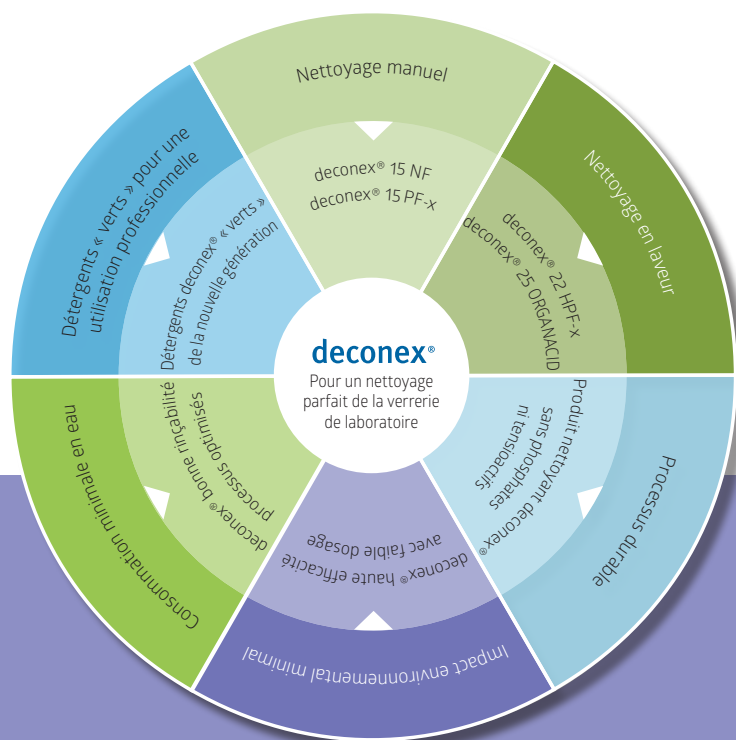 Nettoyage manuel
deconex® 15 NF
deconex® 15 PF-x
Nettoyage en laveur
deconex® 22 HPF-x
deconex® 25 ORGANACID
Processus durable
Produit nettoyant deconex®
sans phosphates
ni tensioactifs
Impact environnemental minimal
deconex® haute efficacité
avec faible dosage
Consommation minimale en eau
deconex® bonne rinçabilité
processus optimisés
Détergents « verts » pour une
utilisation professionnelle
Détergents deconex® « verts »
de la nouvelle génération
deconex®
Pour un nettoyage
parfait de la verrerie
de laboratoire